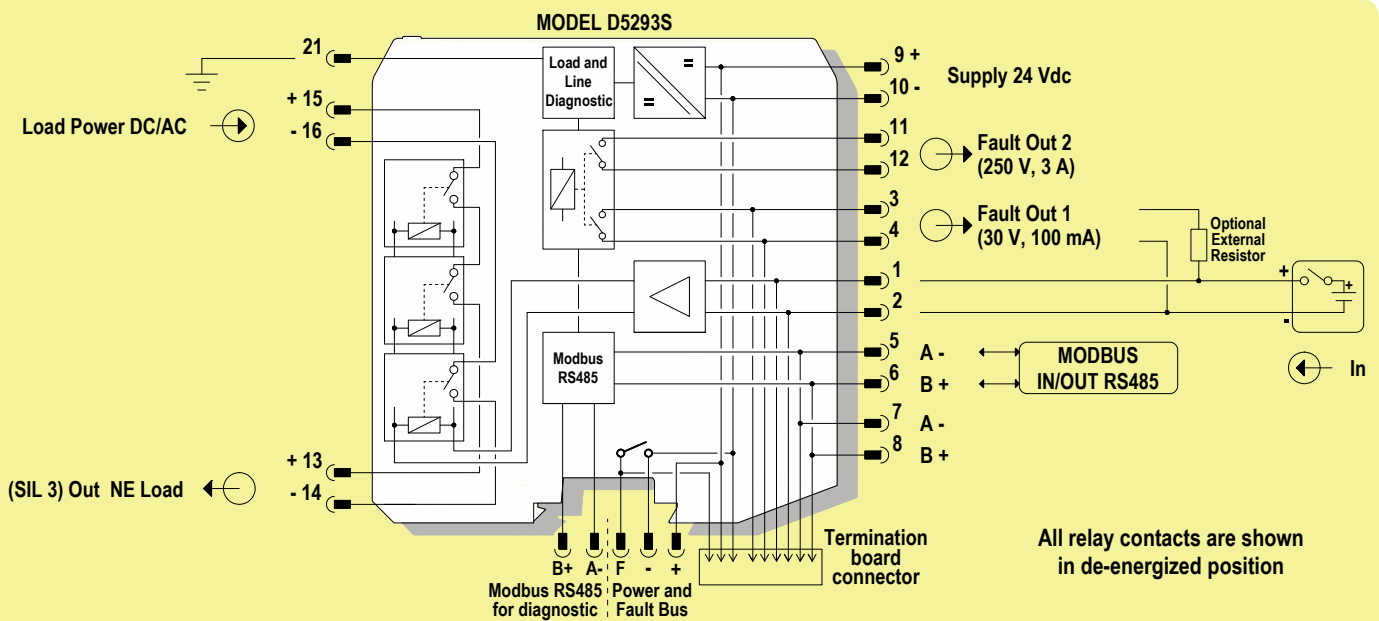 MODEL D5293S
21
Load and
Line
Diagnostic
=
=
9 +
10 -
Supply 24 Vdc
+ 15
- 16
Load Power DC/AC
11
12
Fault Out 2
(250 V, 3 A)
3
4
Fault Out 1
(30 V, 100 mA)
Optional
External
Resistor
1
2
+
-
+
In
5
A -
6
B +
MODBUS
IN/OUT RS485
7
A -
8
B +
Modbus
RS485
+ 13
- 14
(SIL 3) Out NE Load
B+
A-
F
-
+
Modbus RS485
for diagnostic
Power and
Fault Bus
Termination
board
connector
All relay contacts are shown
in de-energized position